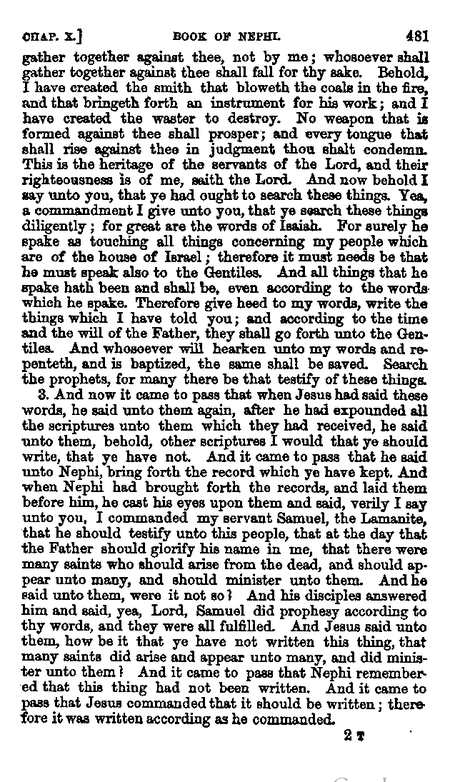 CHAP. X.] BOOK OF NEPHI. 481
gather together against thee, not by me; whosoever shall
gather together against thee shall fall for thy sake. Behold,
I have created the smith that bloweth the coals in the fire,
and that bringeth forth an instrument for his work; and I
have created the waster to destroy. No weapon that is
formed against thee shall prosper; and every tongue that
shall rise against thee in judgment thou shalt condemn.
This is the heritage of the servants of the Lord, and their
righteousness is of me, saith the Lord. And now behold I
say unto you, that ye had ought to search these things. Yea,
a commandment I give unto you, that ye search these things
diligently; for great are the words of Isaiah. For surely he
spake as touching all things concerning my people which
are of the house of Israel; therefore it must needs be that
he must speak also to the Gentiles. And all things that he
spake hath been and shall be, even according to the words
which he spake. Therefore give heed to my words, write the
things which I have told you; and according to the time
and the will of the Father, they shall go forth unto the Gen-
tiles. And whosoever will hearken unto my words and re-
penteth, and is baptized, the same shall be saved. Search
the prophets, for many there be that testify of these things.
3. And now it came to pass that when Jesus had said these
words, he said unto them again, after he had expounded all
the scriptures unto them which they had received, he said
unto them, behold, other scriptures I would that ye should
write, that ye have not. And it came to pass that he said
unto Nephi, bring forth the record which ye have kept. And
when Nephi had brought forth the records, and laid them
before him, he cast his eyes upon them and said, verily I say
unto you, I commanded my servant Samuel, the Lamanite,
that he should testify unto this people, that at the day that
the Father should glorify his name in me, that there were
many saints who should arise from the dead, and should ap-
pear unto many, and should minister unto them. And he
said unto them, were it not so? And his disciples answered
him and said, yea, Lord, Samuel did prophesy according to
thy words, and they were all fulfilled. And Jesus said unto
them, how be it that ye have not written this thing, that
many saints did arise and appear unto many, and did minis-
ter unto them? And it came to pass that Nephi remember-
ed that this thing had not been written. And it came to
pass that Jesus commanded that it should be written; there-
fore it was written according as he commanded.
2 T